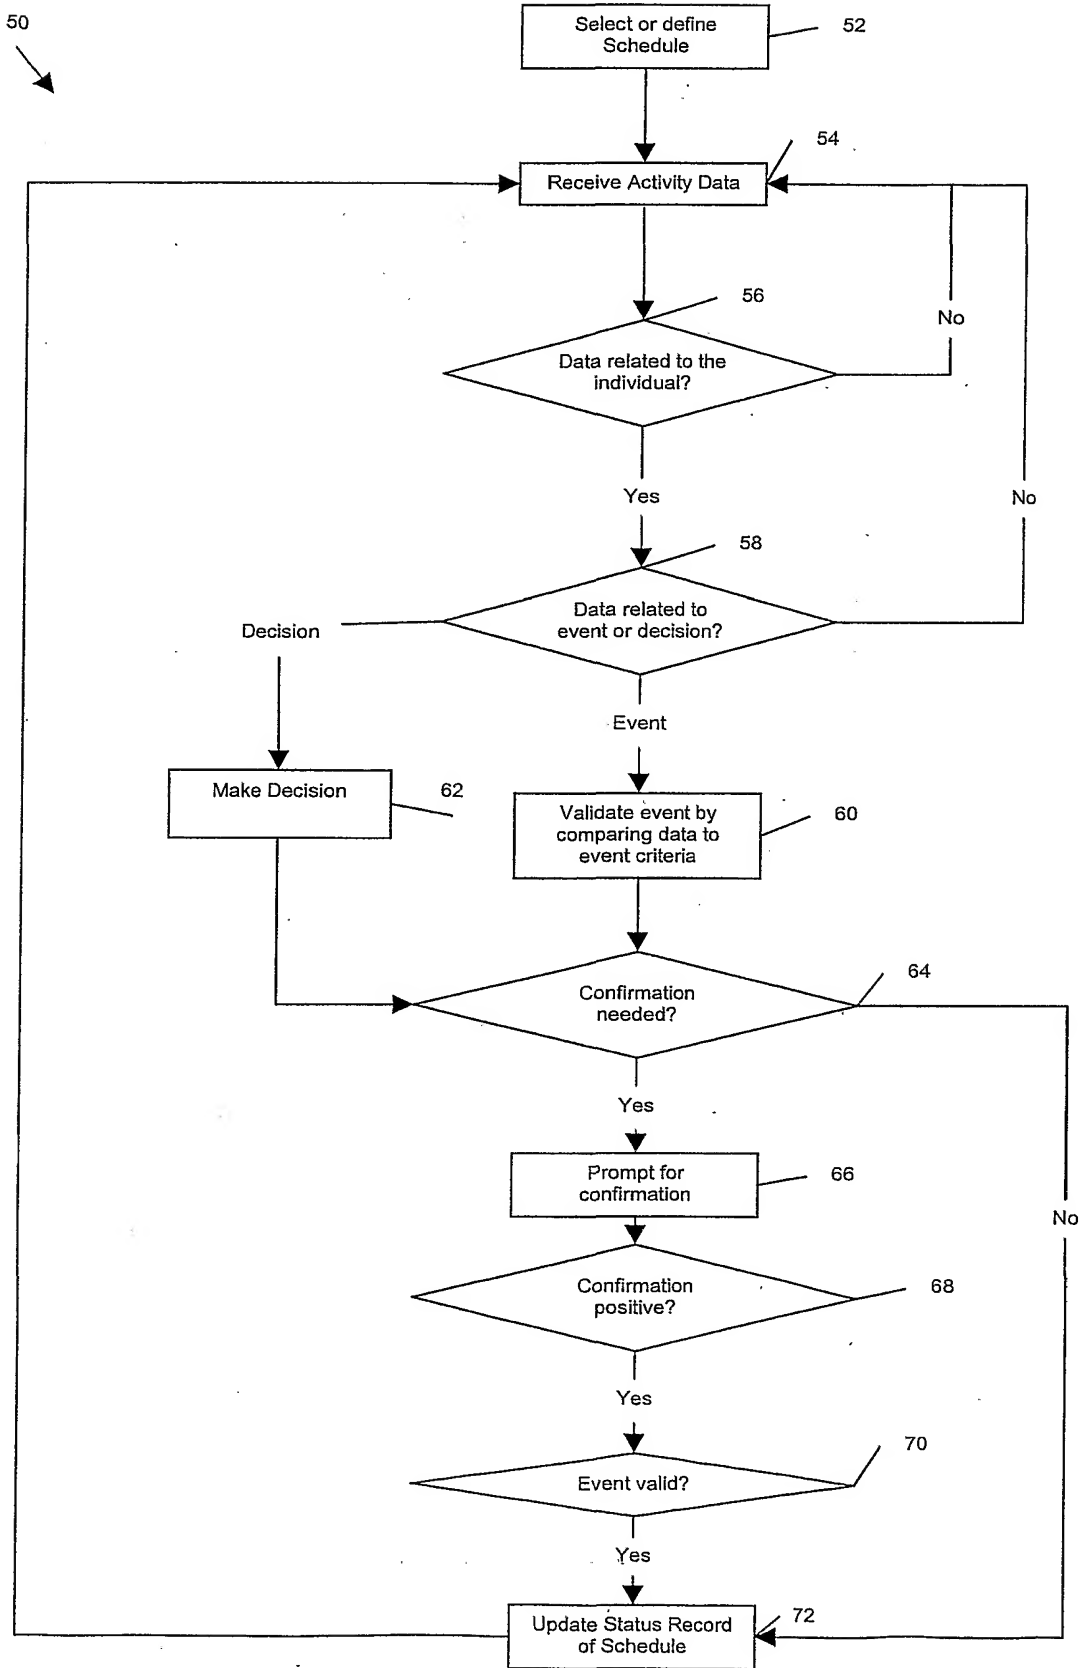 50
Select or define
Schedule
52
54
Receive Activity Data
56
No
Data related to the
individual?
Yes
No
58
Data related to
event or decision?
Decision
Event
Make Decision
62
Validate event by
comparing data to
event criteria
60
64
Confirmation
needed?
Yes
Prompt for
confirmation
66
No
Confirmation
positive?
68
Yes
70
Event valid?
Yes
Update Status Record
of Schedule
72